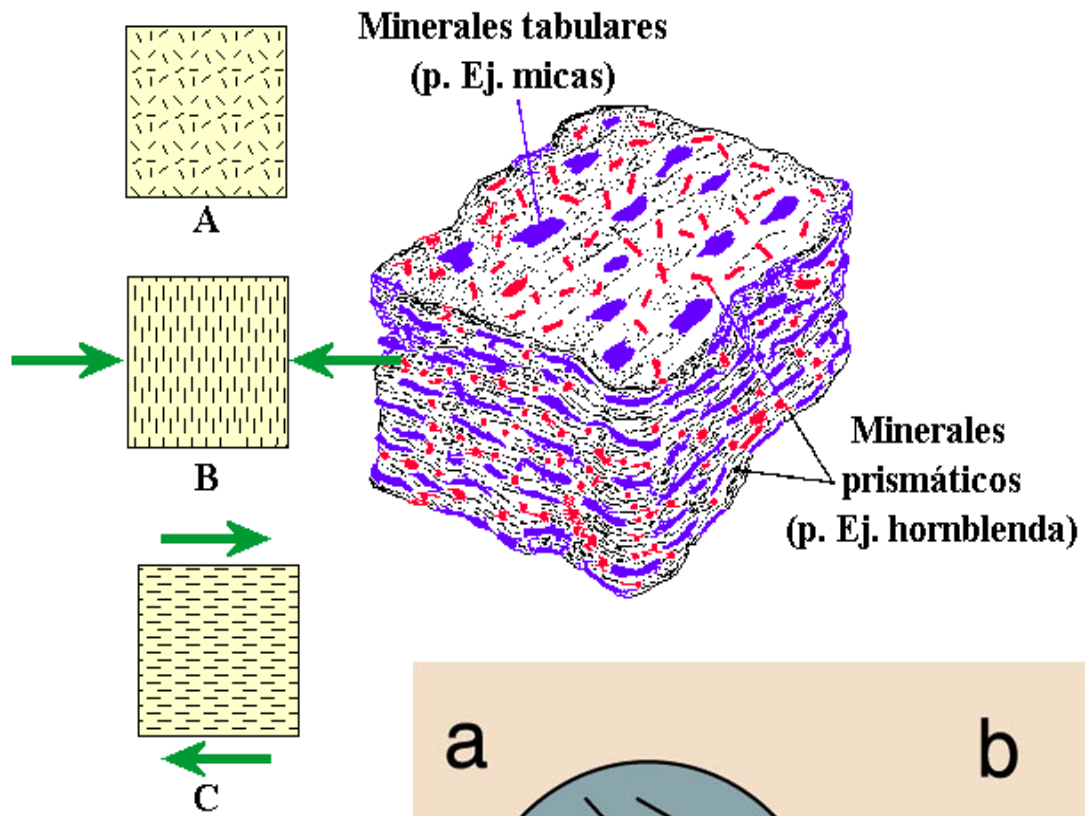 Minerales tabulares
(p. Ej. micas)
A
B
Minerales
prismáticos
(p. Ej. hornblenda)
C
a
b